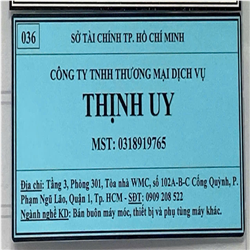 036
SỞ TÀI CHÍNH TP. HỒ CHÍ MINH
CÔNG TY TNHH THƯƠNG MẠI DỊCH VỤ
THỊNH UY
MST: 0318919765
Địa chỉ: Tầng 3, Phòng 301, Tòa nhà WMC, số 102A-B-C Cống Quỳnh, P.
Phạm Ngũ Lão, Quận 1, Tp. HCM - SĐT: 0909 208 522
Ngành nghề KD: Bán buôn máy móc, thiết bị và phụ tùng máy khác.